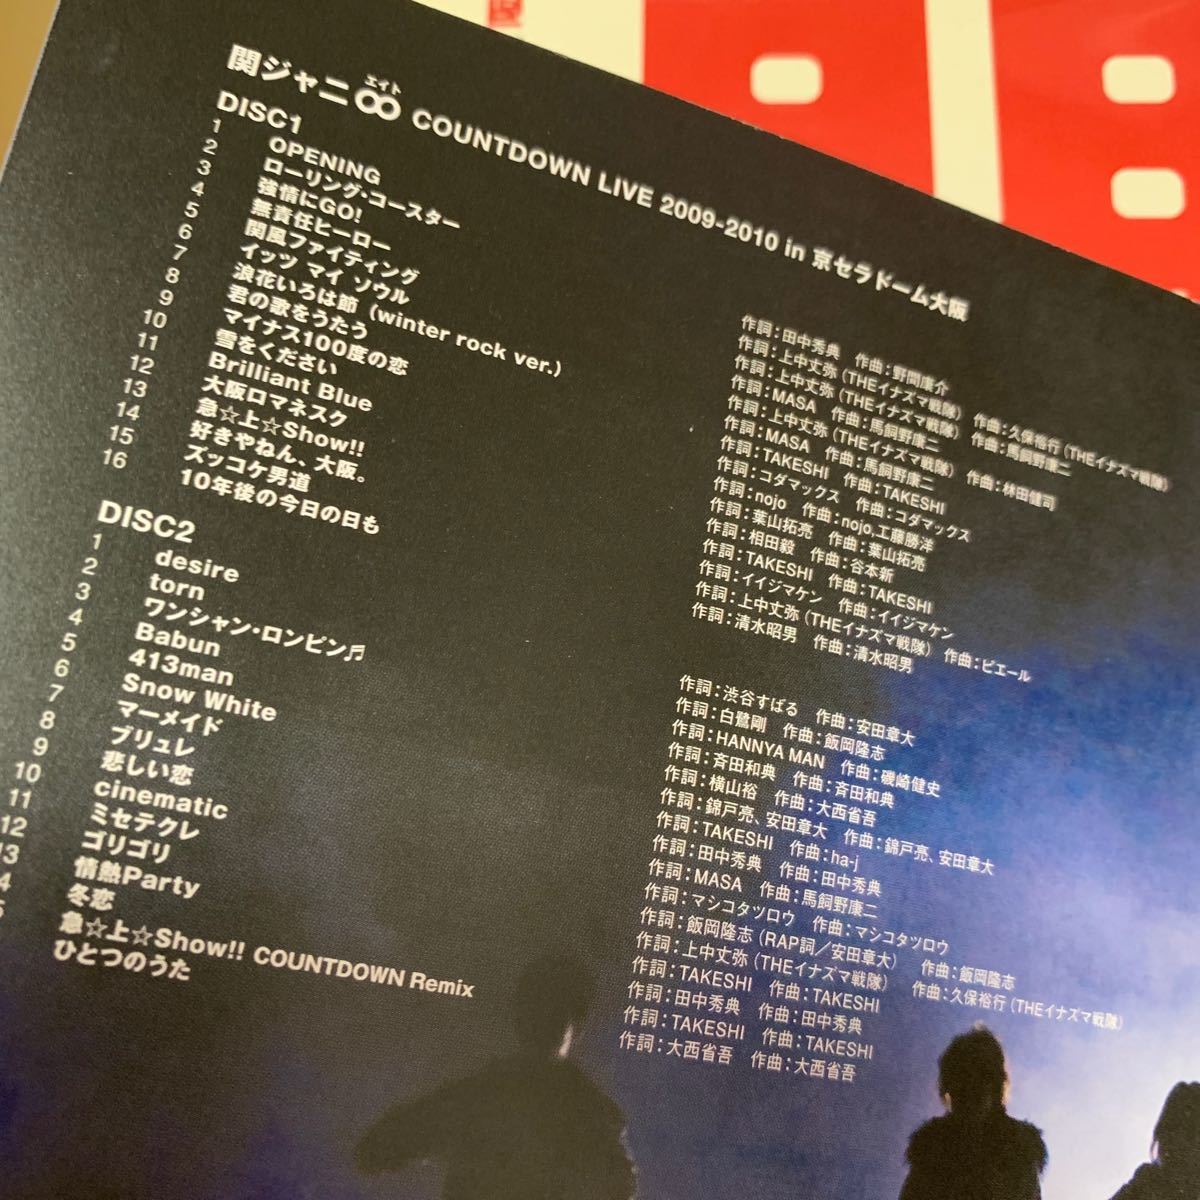 関ジャニ∞ エイト COUNTDOWN LIVE 2009-2010 in 京セラドーム大阪
DISC1
1 OPENING
2 ローリング・コースター 作詞：田中秀典 作曲：野間康介
3 強情にGO! 作詞：上中丈弥（THEイナズマ戦隊） 作曲：久保裕行（THEイナズマ戦隊）
4 無責任ヒーロー 作詞：上中丈弥（THEイナズマ戦隊） 作曲：馬飼野康二
5 関風ファイティング 作詞：MASA 作曲：馬飼野康二
6 イッツ マイ ソウル 作詞：上中丈弥（THEイナズマ戦隊） 作曲：林田健司
7 浪花いろは節（winter rock ver.） 作詞：MASA 作曲：馬飼野康二
8 君の歌をうたう 作詞：TAKESHI 作曲：TAKESHI
9 マイナス100度の恋 作詞：コダマックス 作曲：コダマックス
10 雪をください 作詞：nojo 作曲：nojo,工藤勝洋
11 Brilliant Blue 作詞：葉山拓亮 作曲：葉山拓亮
12 大阪ロマネスク 作詞：相田毅 作曲：谷本新
13 急☆上☆Show!! 作詞：TAKESHI 作曲：TAKESHI
14 好きやねん、大阪。 作詞：イイジマケン 作曲：イイジマケン
15 ズッコケ男道 作詞：上中丈弥（THEイナズマ戦隊） 作曲：ピエール
16 10年後の今日の日も 作詞：清水昭男 作曲：清水昭男
DISC2
1 desire 作詞：渋谷すばる 作曲：安田章大
2 torn 作詞：白鷺剛 作曲：飯岡隆志
3 ワンシャン・ロンピン♬ 作詞：HANNYA MAN 作曲：磯崎健史
4 Babun 作詞：斉田和典 作曲：斉田和典
5 413man 作詞：横山裕 作曲：大西省吾
6 Snow White 作詞：錦戸亮、安田章大 作曲：錦戸亮、安田章大
7 マーメイド 作詞：TAKESHI 作曲：ha-j
8 ブリュレ 作詞：田中秀典 作曲：田中秀典
9 悲しい恋 作詞：MASA 作曲：馬飼野康二
10 cinematic 作詞：マシコタツロウ 作曲：マシコタツロウ
11 ミセテクレ 作詞：飯岡隆志（RAP詞／安田章大） 作曲：飯岡隆志
12 ゴリゴリ 作詞：上中丈弥（THEイナズマ戦隊） 作曲：久保裕行（THEイナズマ戦隊）
13 情熱Party 作詞：TAKESHI 作曲：TAKESHI
4 冬恋 作詞：田中秀典 作曲：田中秀典
5 急☆上☆Show!! COUNTDOWN Remix 作詞：TAKESHI 作曲：TAKESHI
ひとつのうた 作詞：大西省吾 作曲：大西省吾